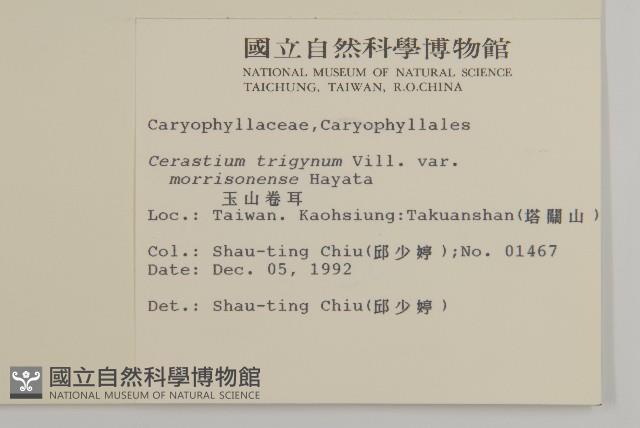 國立自然科學博物館
NATIONAL MUSEUM OF NATURAL SCIENCE
TAICHUNG, TAIWAN, R.O.CHINA
Caryophyllaceae,Caryophyllales
Cerastium trigynum Vill. var.
morrisonense Hayata
玉山卷耳
Loc.: Taiwan. Kaohsiung:Takuanshan(塔關山)
Col.: Shau-ting Chiu(邱少婷);No. 01467
Date: Dec. 05, 1992
Det.: Shau-ting Chiu(邱少婷)
國立自然科學博物館
NATIONAL MUSEUM OF NATURAL SCIENCE